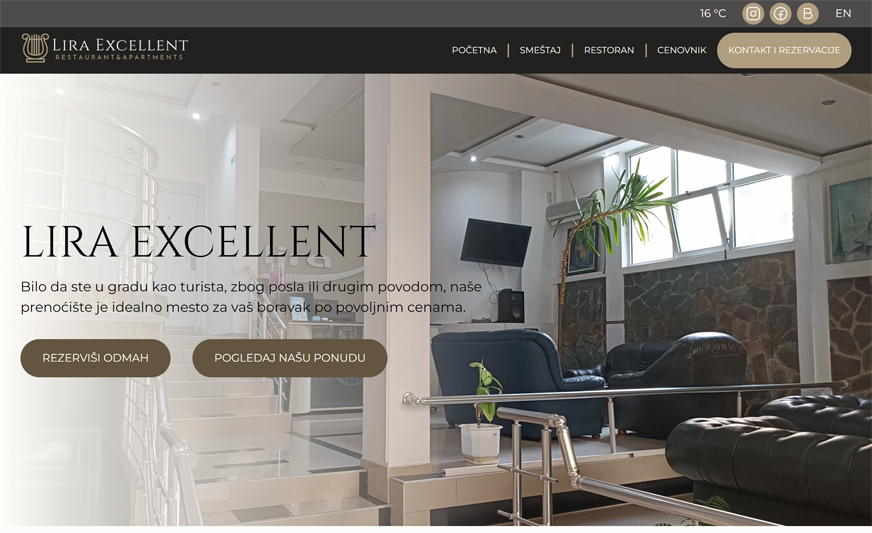 16 °C
B
EN
LIRA EXCELLENT
RESTAURANT&APARTMENTS
POČETNA
SMEŠTAJ
RESTORAN
CENOVNIK
KONTAKT I REZERVACIJE
LIRA EXCELLENT
Bilo da ste u gradu kao turista, zbog posla ili drugim povodom, naše
prenoćište je idealno mesto za vaš boravak po povoljnim cenama.
REZERVIŠI ODMAH
POGLEDAJ NAŠU PONUDU